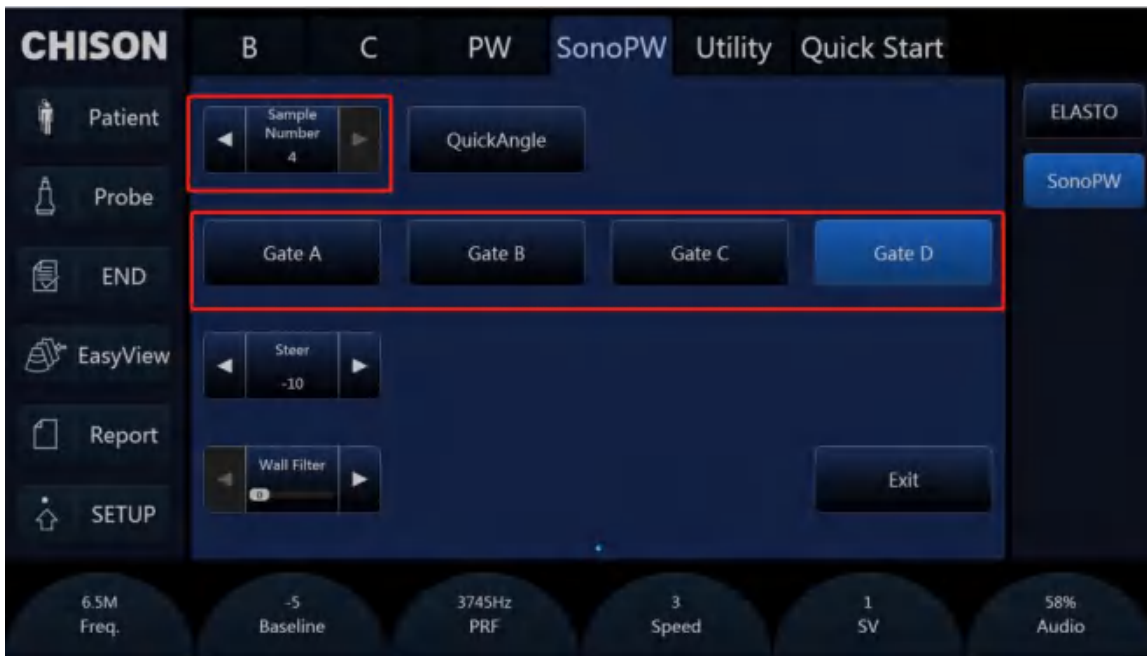 CHISON
B
C
PW
SonoPW
Utility
Quick Start
Patient
Probe
END
EasyView
Report
SETUP
Sample
Number
4
QuickAngle
Gate A
Gate B
Gate C
Gate D
Steer
-10
Wall Filter
0
Exit
ELASTO
SonoPW
6.5M
Freq.
-5
Baseline
3745Hz
PRF
3
Speed
1
SV
58%
Audio